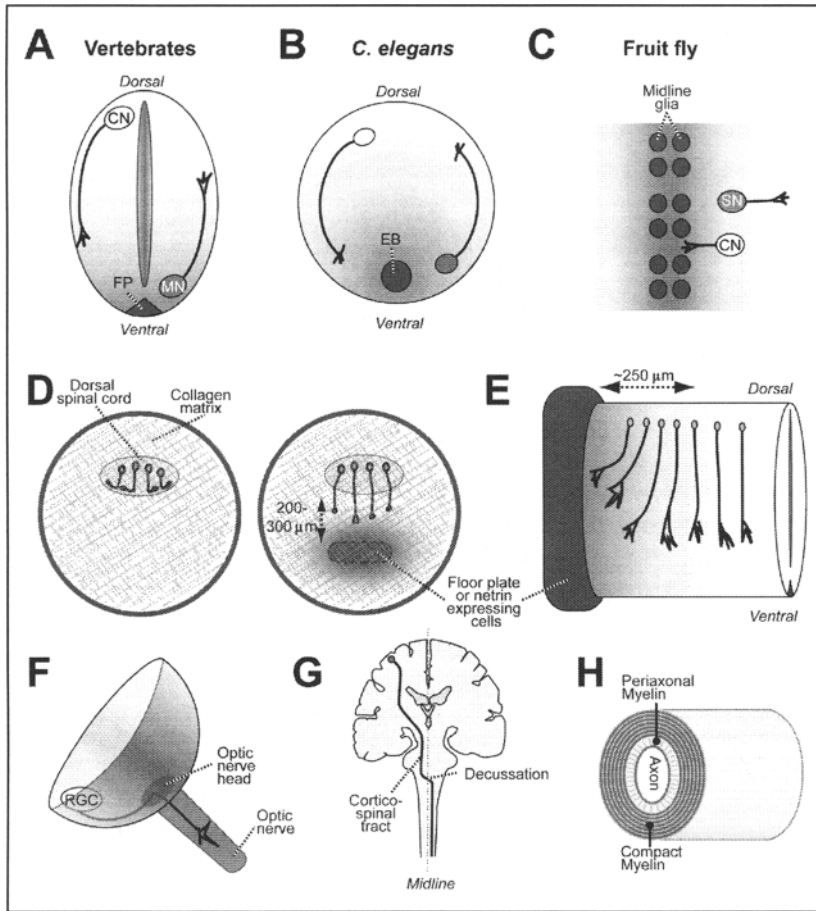 A
Vertebrates
Dorsal
CN
FP
MN
Ventral
B
C. elegans
Dorsal
EB
Ventral
C
Fruit fly
Midline
glia
SN
CN
D
Dorsal
spinal cord
Collagen
matrix
200-
300 µm
Floor plate
or netrin
expressing
cells
E
~250 µm
Dorsal
Ventral
F
RGC
Optic
nerve
head
Optic
nerve
G
Decussation
Cortico-
spinal
tract
Midline
H
Periaxonal
Myelin
Axon
Compact
Myelin